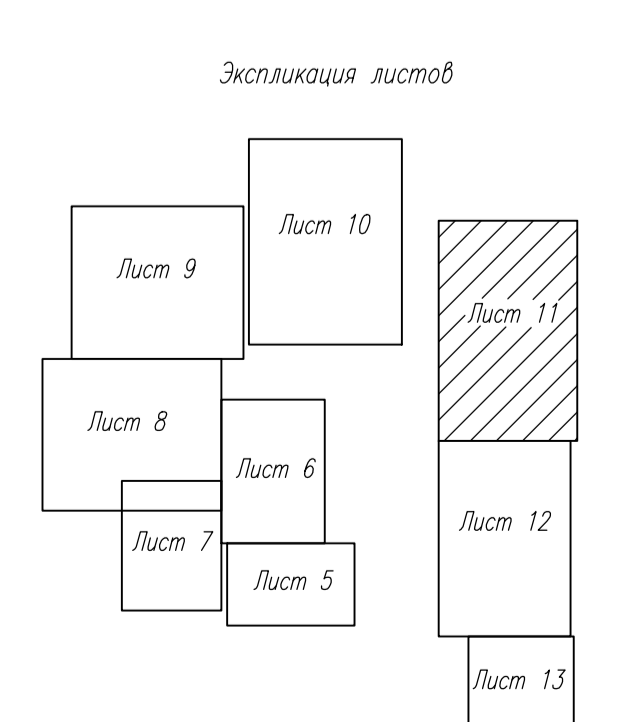 Экспликация листов
Лист 10
Лист 9
Лист 11
Лист 8
Лист 6
Лист 12
Лист 7
Лист 5
Лист 13